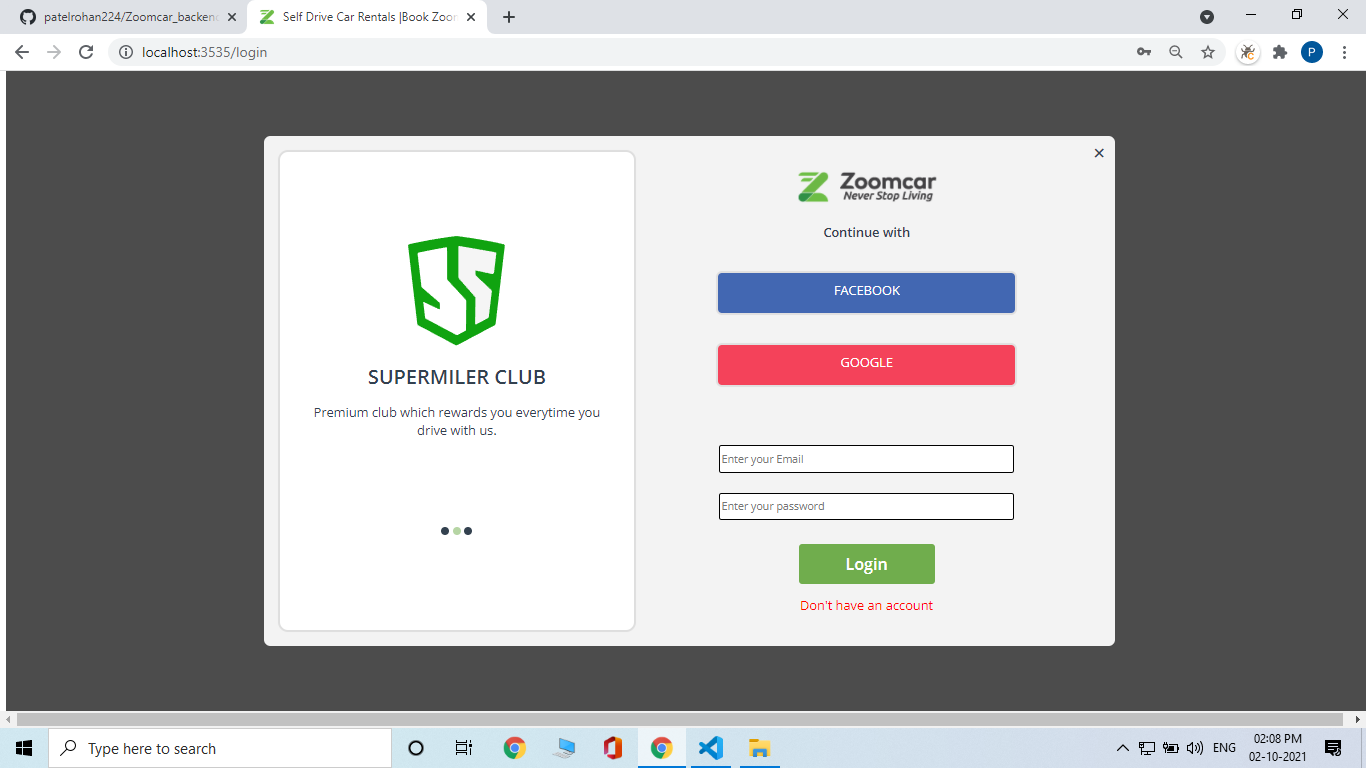 patelrohan224/Zoomcar_backend
Self Drive Car Rentals |Book Zoom
localhost:3535/login
P
Zoomcar
Never Stop Living
Continue with
FACEBOOK
GOOGLE
SUPERMILER CLUB
Premium club which rewards you everytime you
drive with us.
Enter your Email
Enter your password
Login
Don't have an account
Type here to search
ENG
02:08 PM
02-10-2021